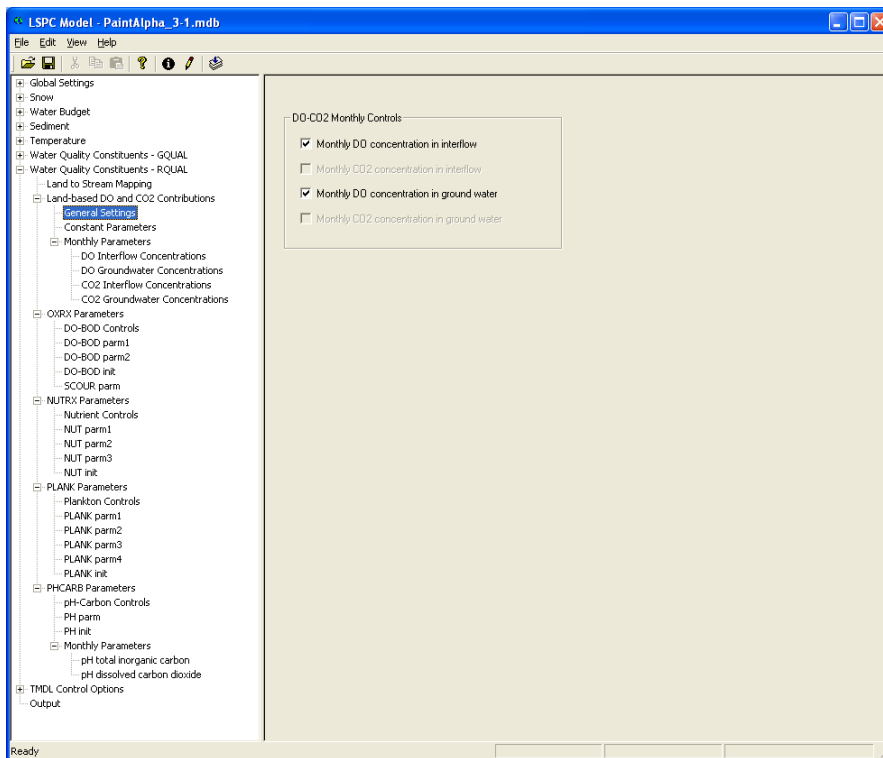 LSPC Model - PaintAlpha_3-1.mdb
File Edit View Help
Global Settings
Snow
Water Budget
Sediment
Temperature
Water Quality Constituents - GQUAL
Water Quality Constituents - RQUAL
Land to Stream Mapping
Land-based DO and CO2 Contributions
General Settings
Constant Parameters
Monthly Parameters
DO Interflow Concentrations
DO Groundwater Concentrations
CO2 Interflow Concentrations
CO2 Groundwater Concentrations
OXRX Parameters
DO-BOD Controls
DO-BOD parm1
DO-BOD parm2
DO-BOD init
SCOUR parm
NUTRX Parameters
Nutrient Controls
NUT parm1
NUT parm2
NUT parm3
NUT init
PLANK Parameters
Plankton Controls
PLANK parm1
PLANK parm2
PLANK parm3
PLANK parm4
PLANK init
PHCARB Parameters
pH-Carbon Controls
PH parm
PH init
Monthly Parameters
pH total inorganic carbon
pH dissolved carbon dioxide
TMDL Control Options
Output
DO-CO2 Monthly Controls
Monthly DO concentration in interflow
Monthly CO2 concentration in interflow
Monthly DO concentration in ground water
Monthly CO2 concentration in ground water
Ready